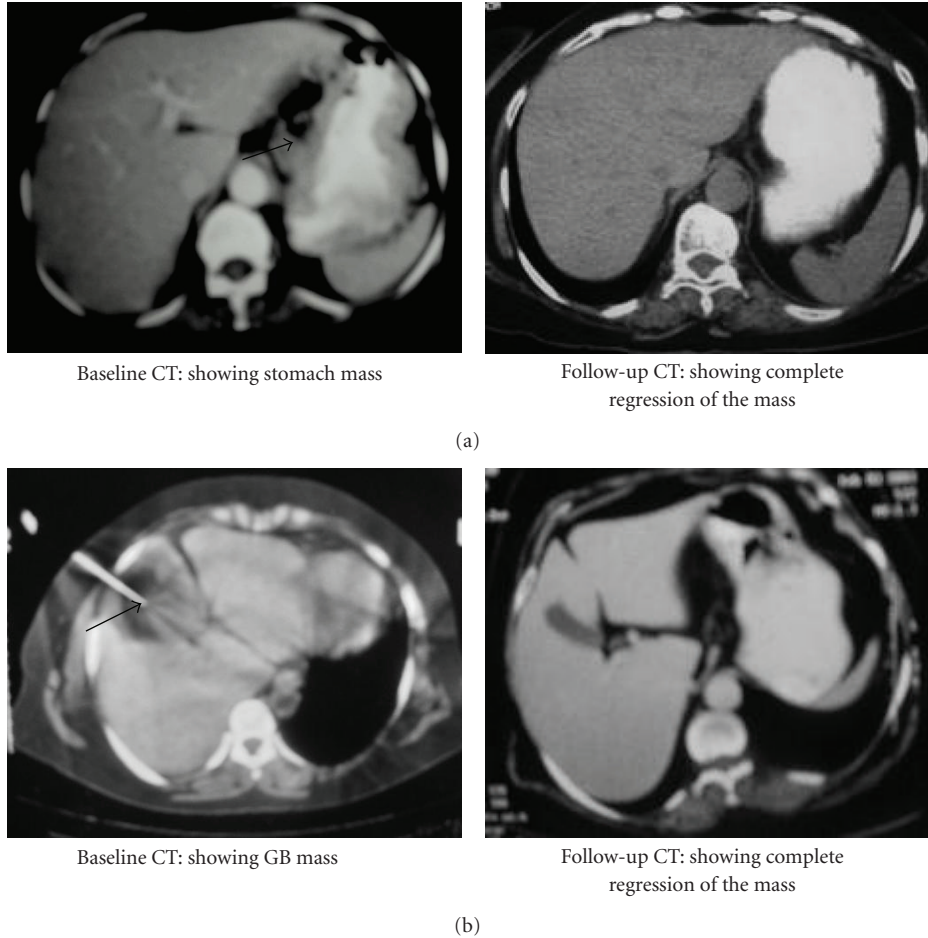 Baseline CT: showing stomach mass
Follow-up CT: showing complete
regression of the mass
(a)
Baseline CT: showing GB mass
Follow-up CT: showing complete
regression of the mass
(b)